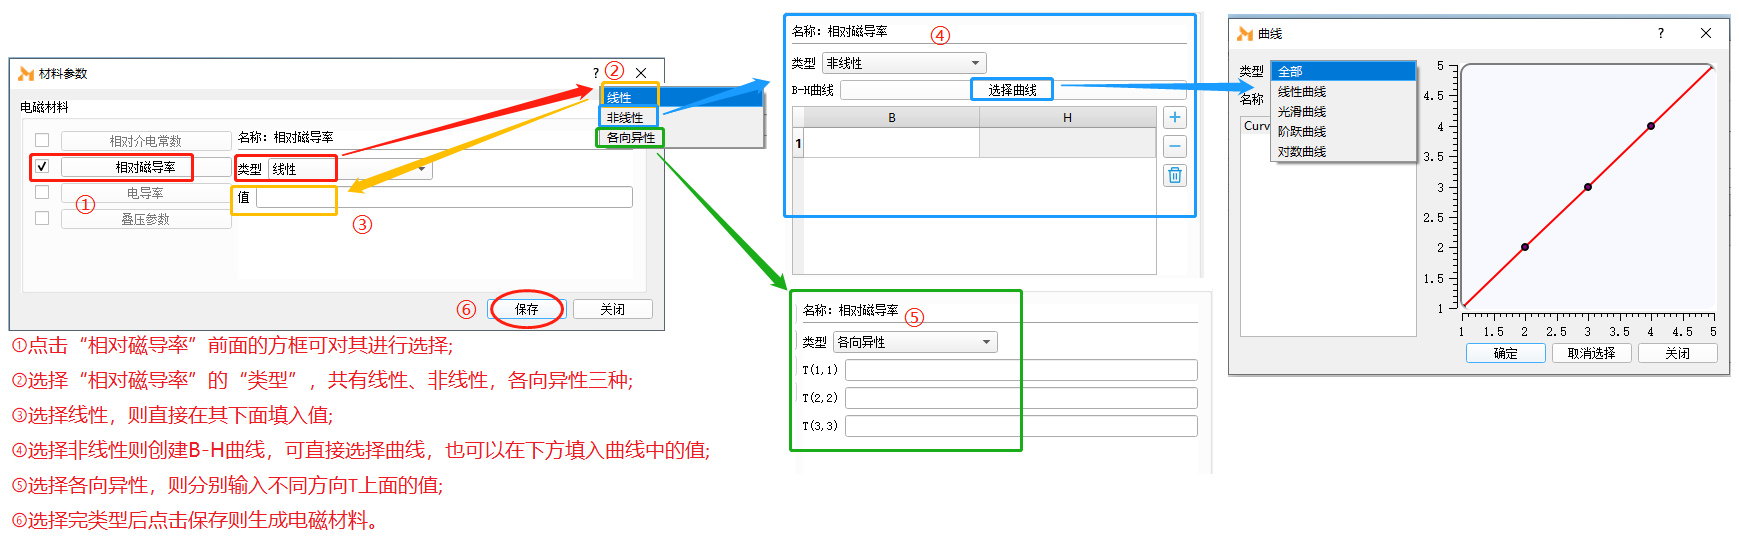 材料参数
?
②
电磁材料
相对介电常数
相对磁导率
电导率
叠压参数
①
名称: 相对磁导率
类型 线性
值
③
线性
非线性
各向异性
⑥ 保存 关闭
名称: 相对磁导率
④
类型 非线性
B-H曲线 选择曲线
B H
1
名称: 相对磁导率
⑤
类型 各向异性
T(1,1)
T(2,2)
T(3,3)
曲线
?
类型 全部
线性曲线
光滑曲线
阶跃曲线
对数曲线
名称
Curv
5
4.5
4
3.5
3
2.5
2
1.5
1
1 1.5 2 2.5 3 3.5 4 4.5 5
确定 取消选择 关闭
①点击“相对磁导率”前面的方框可对其进行选择;
②选择“相对磁导率”的“类型”，共有线性、非线性，各向异性三种;
③选择线性，则直接在其下面填入值;
④选择非线性则创建B-H曲线，可直接选择曲线，也可以在下方填入曲线中的值;
⑤选择各向异性，则分别输入不同方向T上面的值;
⑥选择完类型后点击保存则生成电磁材料。